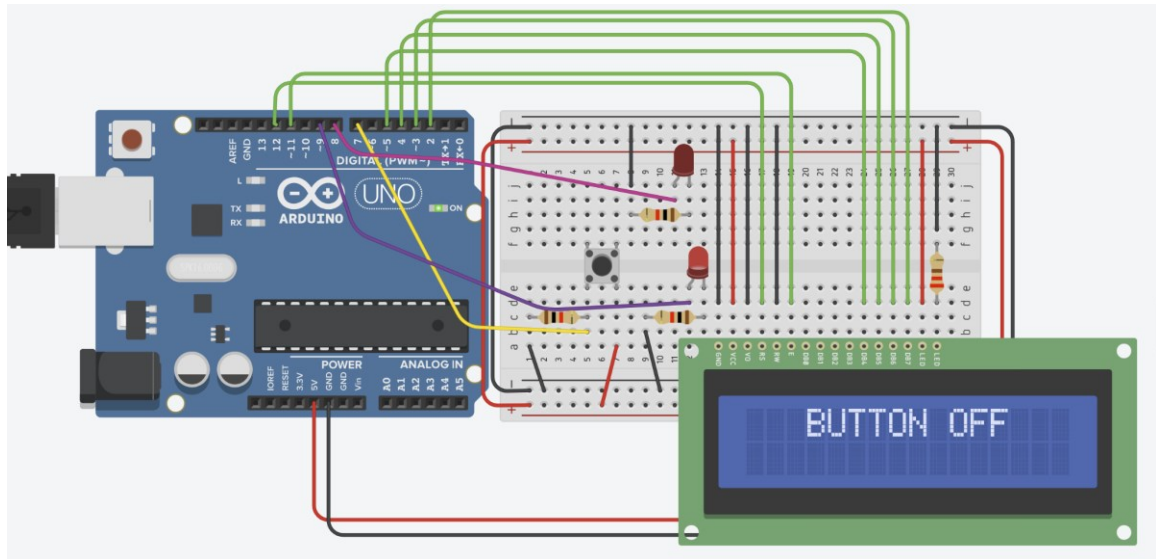 AREF
GND
13
12
~11
~10
~9
8
7
~6
~5
4
~3
2
TX→1
RX←0
DIGITAL (PWM~)
L
TX
RX
ARDUINO
UNO
ON
POWER
ANALOG IN
IOREF
RESET
3.3V
5V
GND
GND
Vin
A0
A1
A2
A3
A4
A5
GND
VCC
VO
RS
RW
E
DB0
DB1
DB2
DB3
DB4
DB5
DB6
DB7
LED
LED
BUTTON OFF